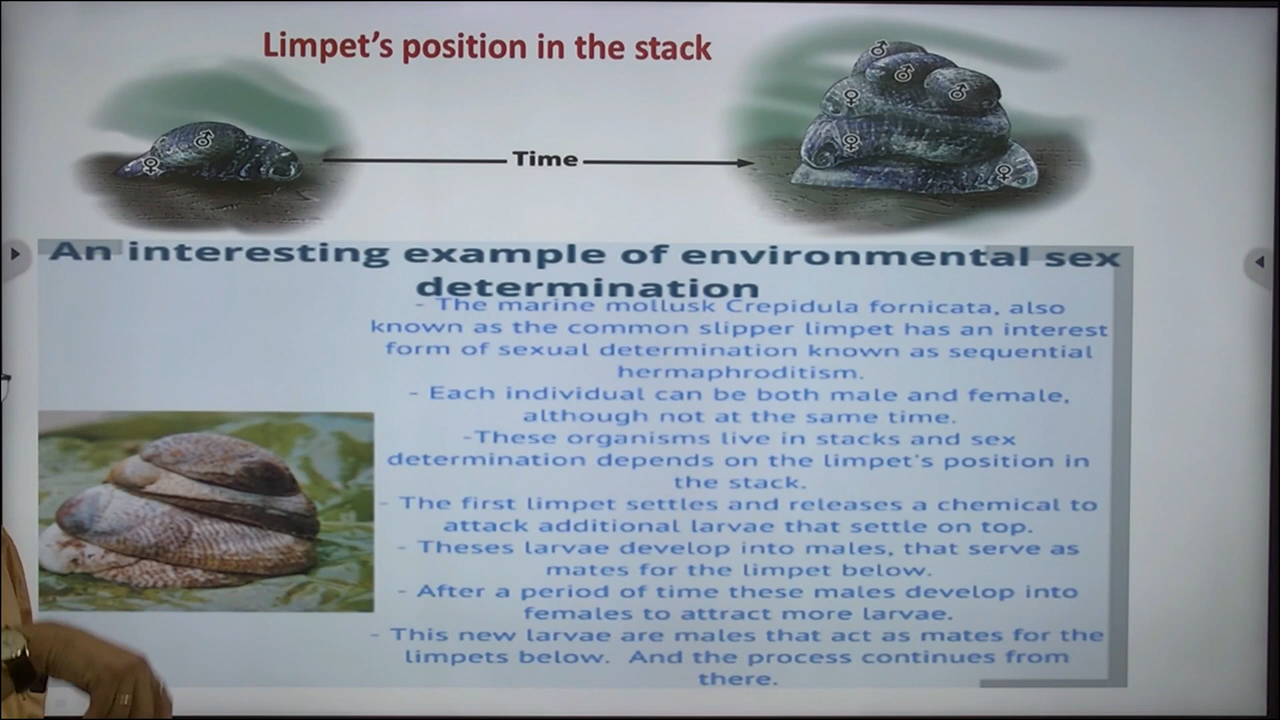 Limpet's position in the stack
♂
♀
Time
♂
♂
♂
♀
♀
♀
An interesting example of environmental sex
determination
- The marine mollusk Crepidula fornicata, also
known as the common slipper limpet has an interest
form of sexual determination known as sequential
hermaphroditism.
- Each individual can be both male and female,
although not at the same time.
-These organisms live in stacks and sex
determination depends on the limpet's position in
the stack.
- The first limpet settles and releases a chemical to
attack additional larvae that settle on top.
- Theses larvae develop into males, that serve as
mates for the limpet below.
- After a period of time these males develop into
females to attract more larvae.
- This new larvae are males that act as mates for the
limpets below. And the process continues from
there.